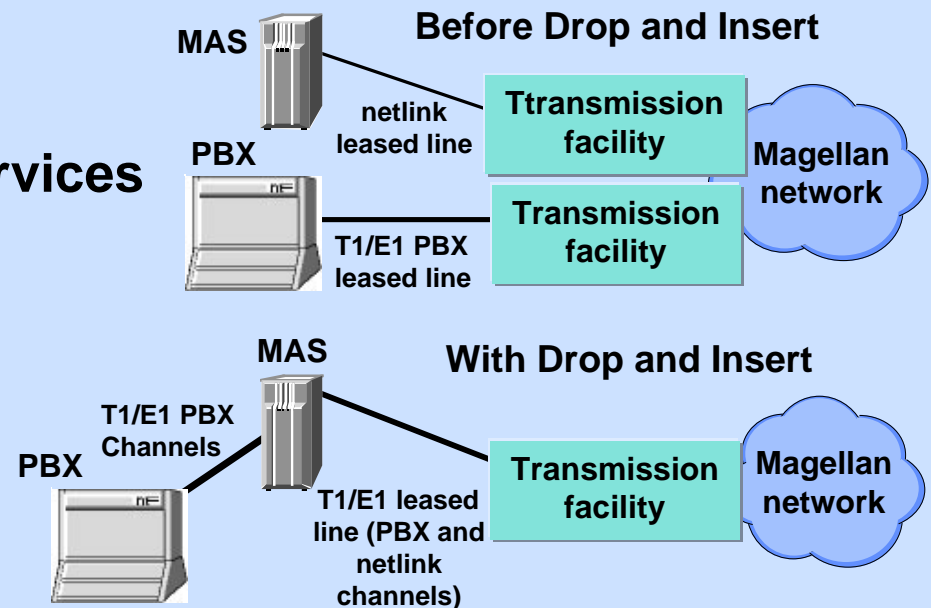 Before Drop and Insert
MAS
netlink
leased line
Ttransmission
facility
Magellan
network
rvices
PBX
T1/E1 PBX
leased line
Transmission
facility
With Drop and Insert
MAS
T1/E1 PBX
Channels
PBX
T1/E1 leased
line (PBX and
netlink
channels)
Transmission
facility
Magellan
network